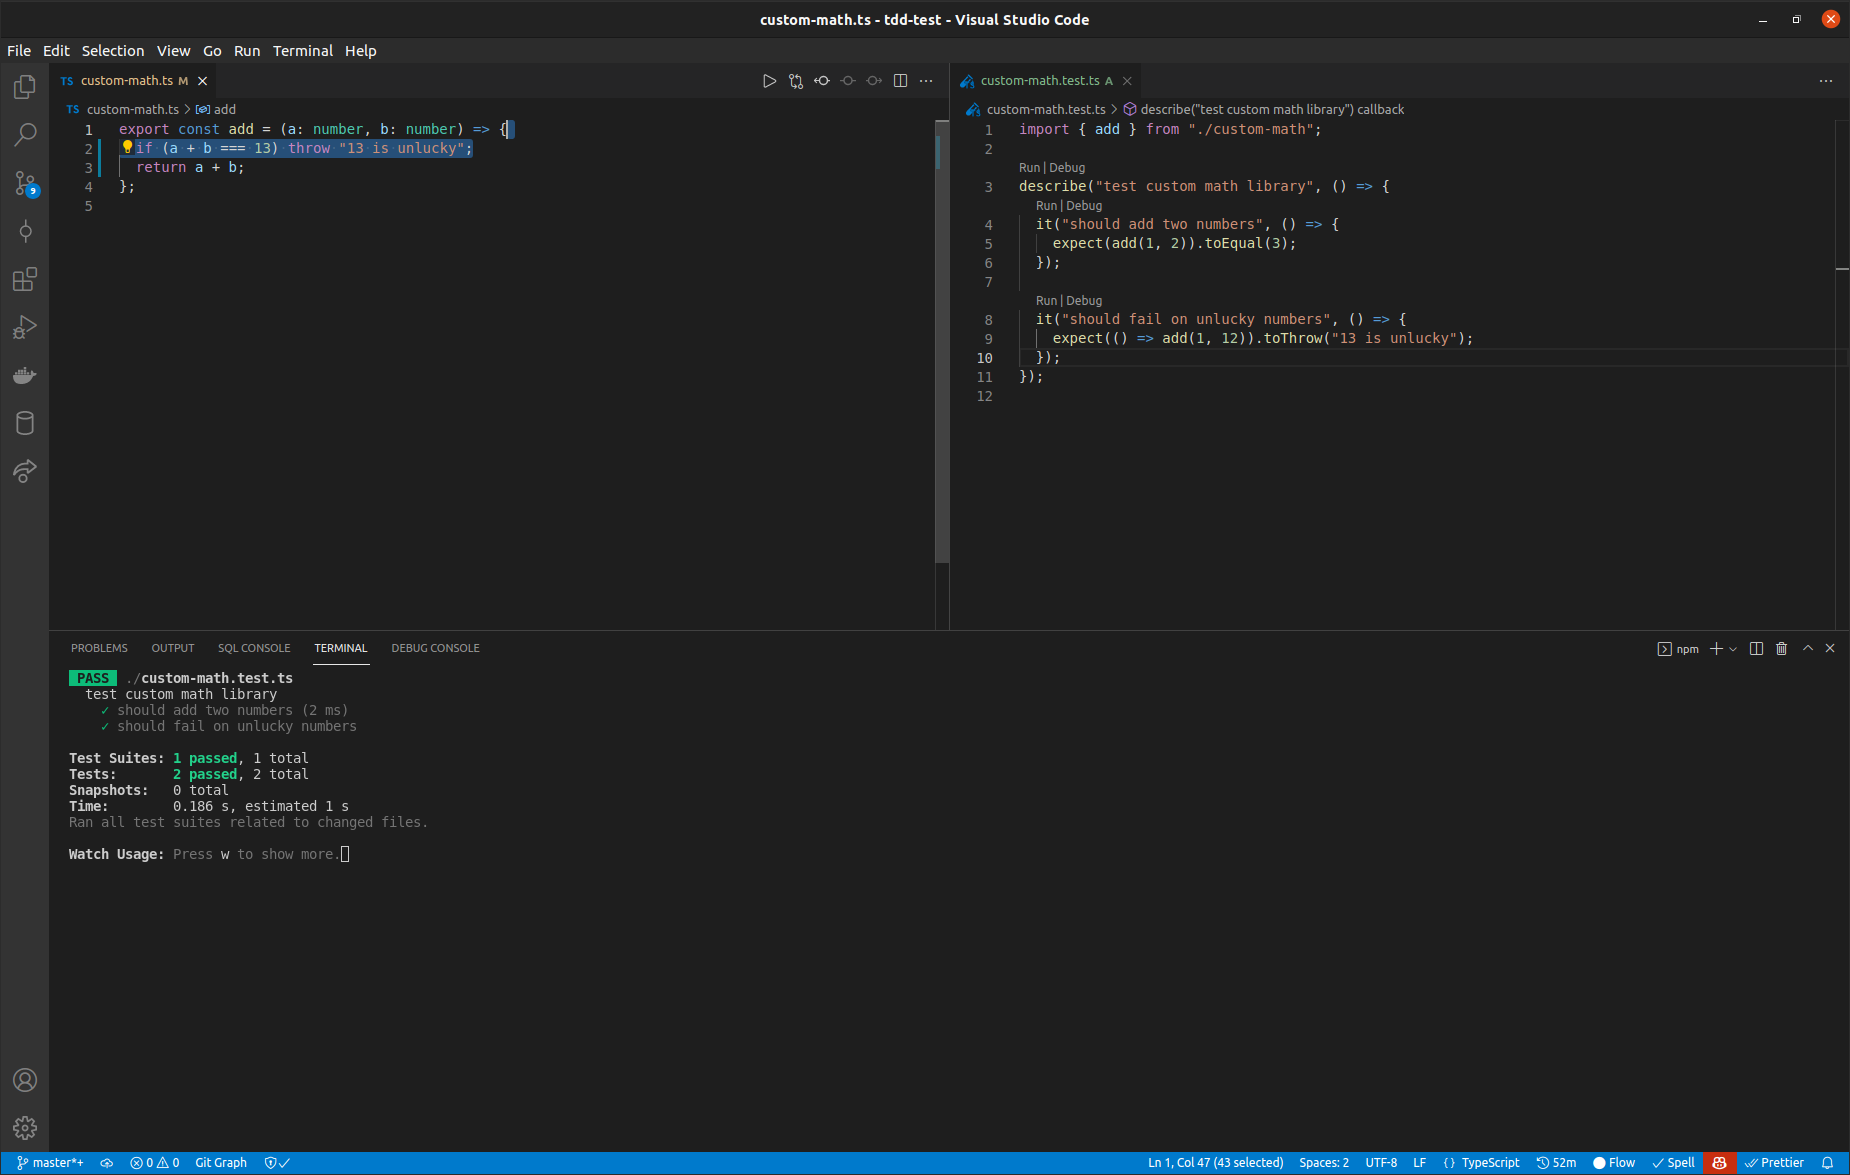 custom-math.ts - tdd-test - Visual Studio Code
File Edit Selection View Go Run Terminal Help
TS custom-math.ts M
TS custom-math.ts > add
1 export const add = (a: number, b: number) => {
2 if (a + b === 13) throw "13 is unlucky";
3 return a + b;
4 };
5
custom-math.test.ts A
custom-math.test.ts > describe("test custom math library") callback
1 import { add } from "./custom-math";
2
Run | Debug
3 describe("test custom math library", () => {
Run | Debug
4 it("should add two numbers", () => {
5 expect(add(1, 2)).toEqual(3);
6 });
7
Run | Debug
8 it("should fail on unlucky numbers", () => {
9 expect(() => add(1, 12)).toThrow("13 is unlucky");
10 });
11 });
12
9
PROBLEMS OUTPUT SQL CONSOLE TERMINAL DEBUG CONSOLE
npm
PASS ./custom-math.test.ts
test custom math library
✓ should add two numbers (2 ms)
✓ should fail on unlucky numbers
Test Suites: 1 passed, 1 total
Tests: 2 passed, 2 total
Snapshots: 0 total
Time: 0.186 s, estimated 1 s
Ran all test suites related to changed files.
Watch Usage: Press w to show more.
master*+ 0 0 Git Graph
Ln 1, Col 47 (43 selected) Spaces: 2 UTF-8 LF {} TypeScript 52m Flow Spell Prettier